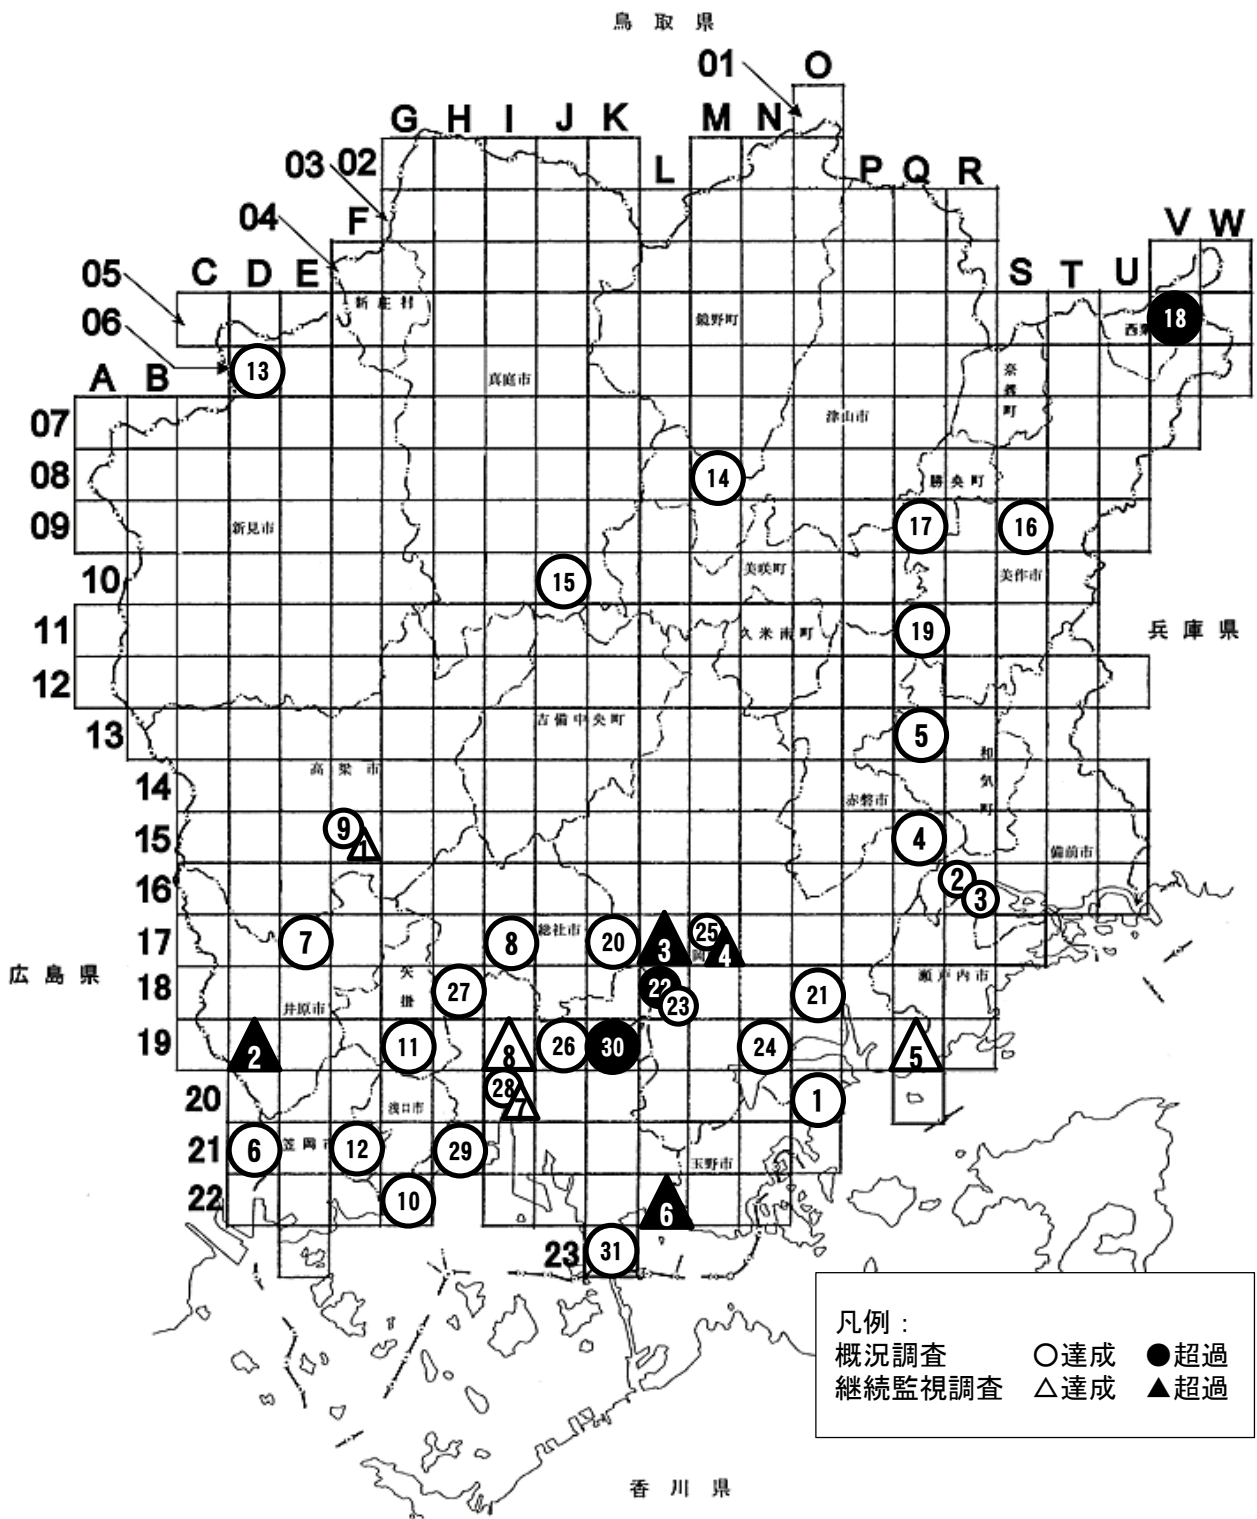 鳥取県
01 O
G H I J K M N
03 02 L P Q R
04 F V W
05 C D E S T U
新庄村
06 鏡野町 西粟 18
A B 13 真庭市 奈義町
07 津山市
08 14 勝央町
09 新見市 17 16
10 15 美咲町 美作市
11 久米南町 19 兵庫県
12
13 吉備中央町 5 和気町
14 高梁市 赤磐市
15 9 1 4 備前市
16 2 3
17 7 8 総社市 20 3 25 4
広島県 18 井原市 矢掛 27 22 23 21 瀬戸内市
19 2 11 8 26 30 24 5
20 浅口市 28 7 1
21 6 笠岡市 12 29 玉野市
22 10 6
23 31
凡例：
概況調査 ○達成 ●超過
継続監視調査 △達成 ▲超過
香川県